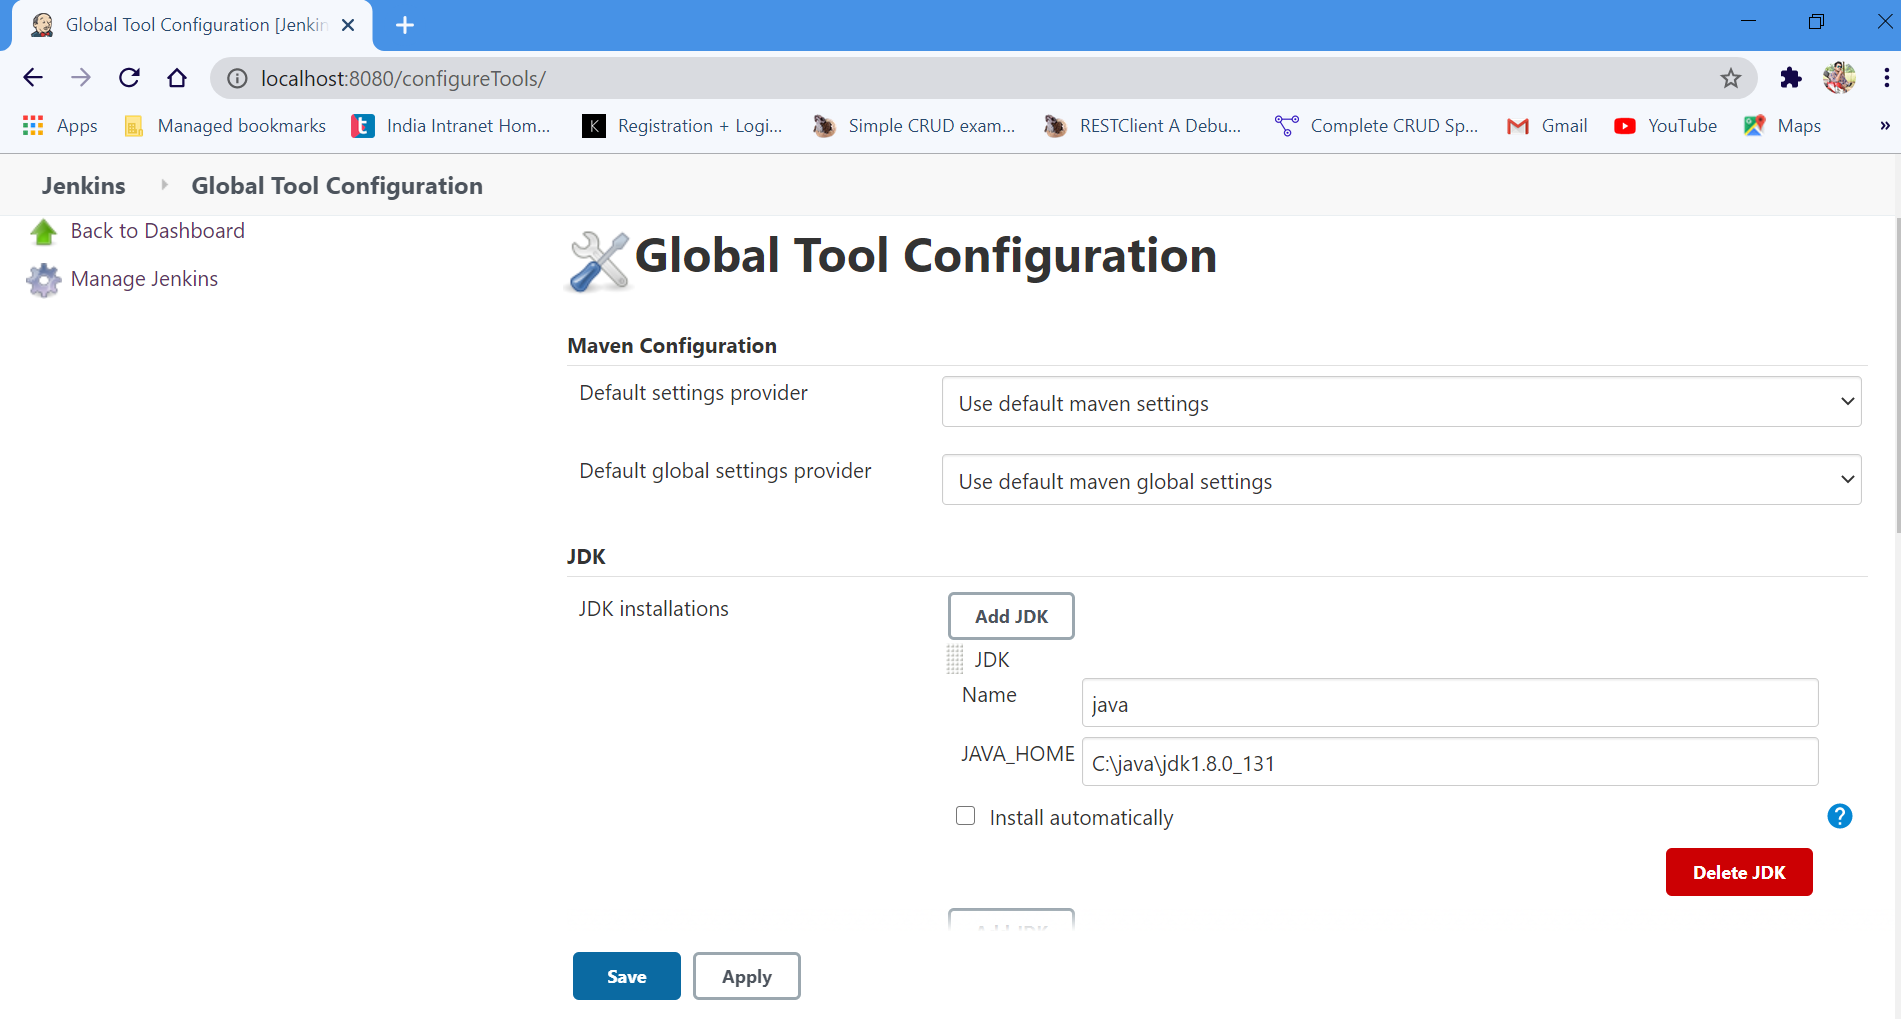 Global Tool Configuration [Jenkin
localhost:8080/configureTools/
Apps
Managed bookmarks
India Intranet Hom...
Registration + Logi...
Simple CRUD exam...
RESTClient A Debu...
Complete CRUD Sp...
Gmail
YouTube
Maps
»
Jenkins
Global Tool Configuration
Back to Dashboard
Manage Jenkins
Global Tool Configuration
Maven Configuration
Default settings provider
Use default maven settings
Default global settings provider
Use default maven global settings
JDK
JDK installations
Add JDK
JDK
Name
java
JAVA_HOME
C:\java\jdk1.8.0_131
Install automatically
?
Delete JDK
Add JDK
Save
Apply